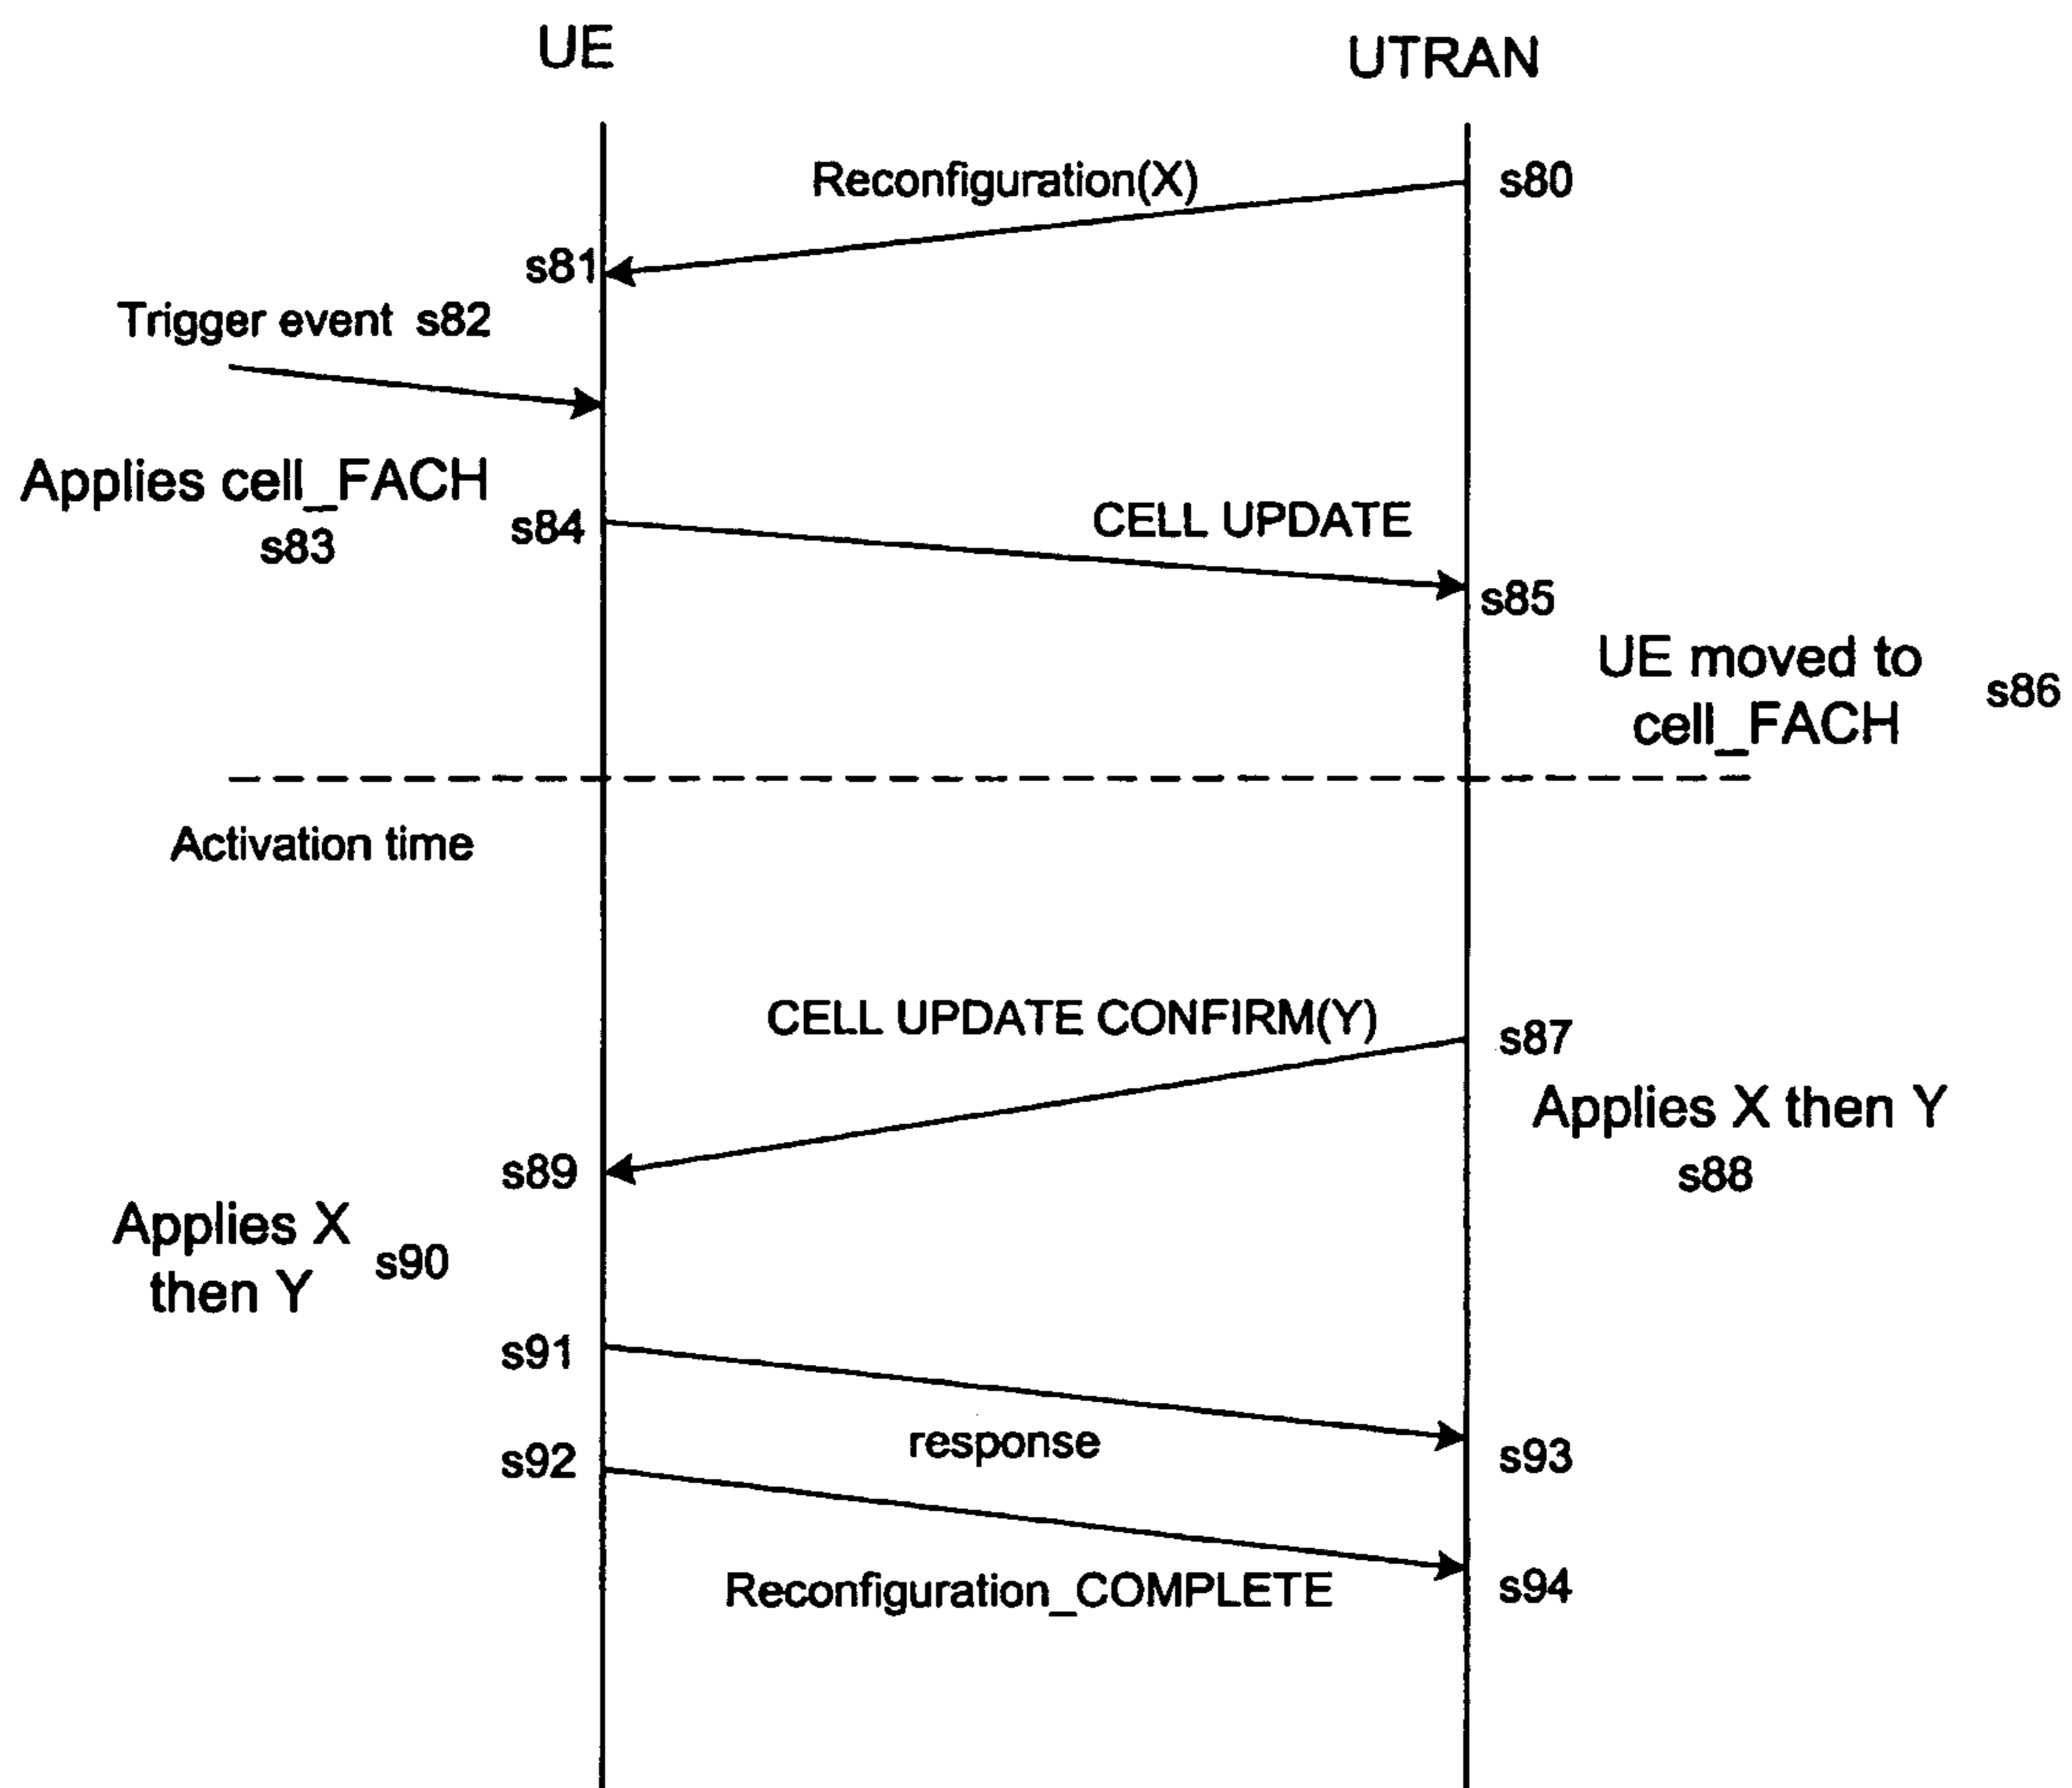 UE
UTRAN
Reconfiguration(X)
s80
s81
Trigger event s82
Applies cell_FACH
s83
s84
CELL UPDATE
s85
UE moved to
cell_FACH
s86
Activation time
CELL UPDATE CONFIRM(Y)
s87
Applies X then Y
s88
s89
Applies X
then Y
s90
s91
response
s92
s93
Reconfiguration_COMPLETE
s94